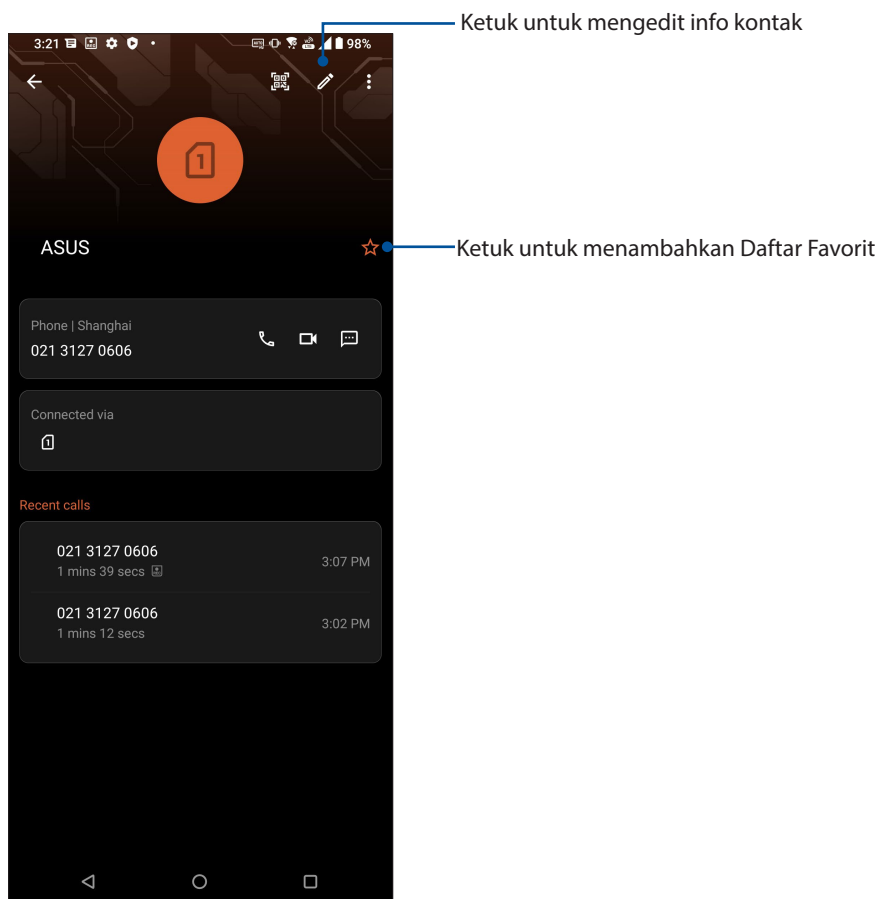 Ketuk untuk mengedit info kontak
3:21
98%
1
ASUS
Ketuk untuk menambahkan Daftar Favorit
Phone | Shanghai
021 3127 0606
Connected via
1
Recent calls
021 3127 0606
3:07 PM
1 mins 39 secs
021 3127 0606
3:02 PM
1 mins 12 secs